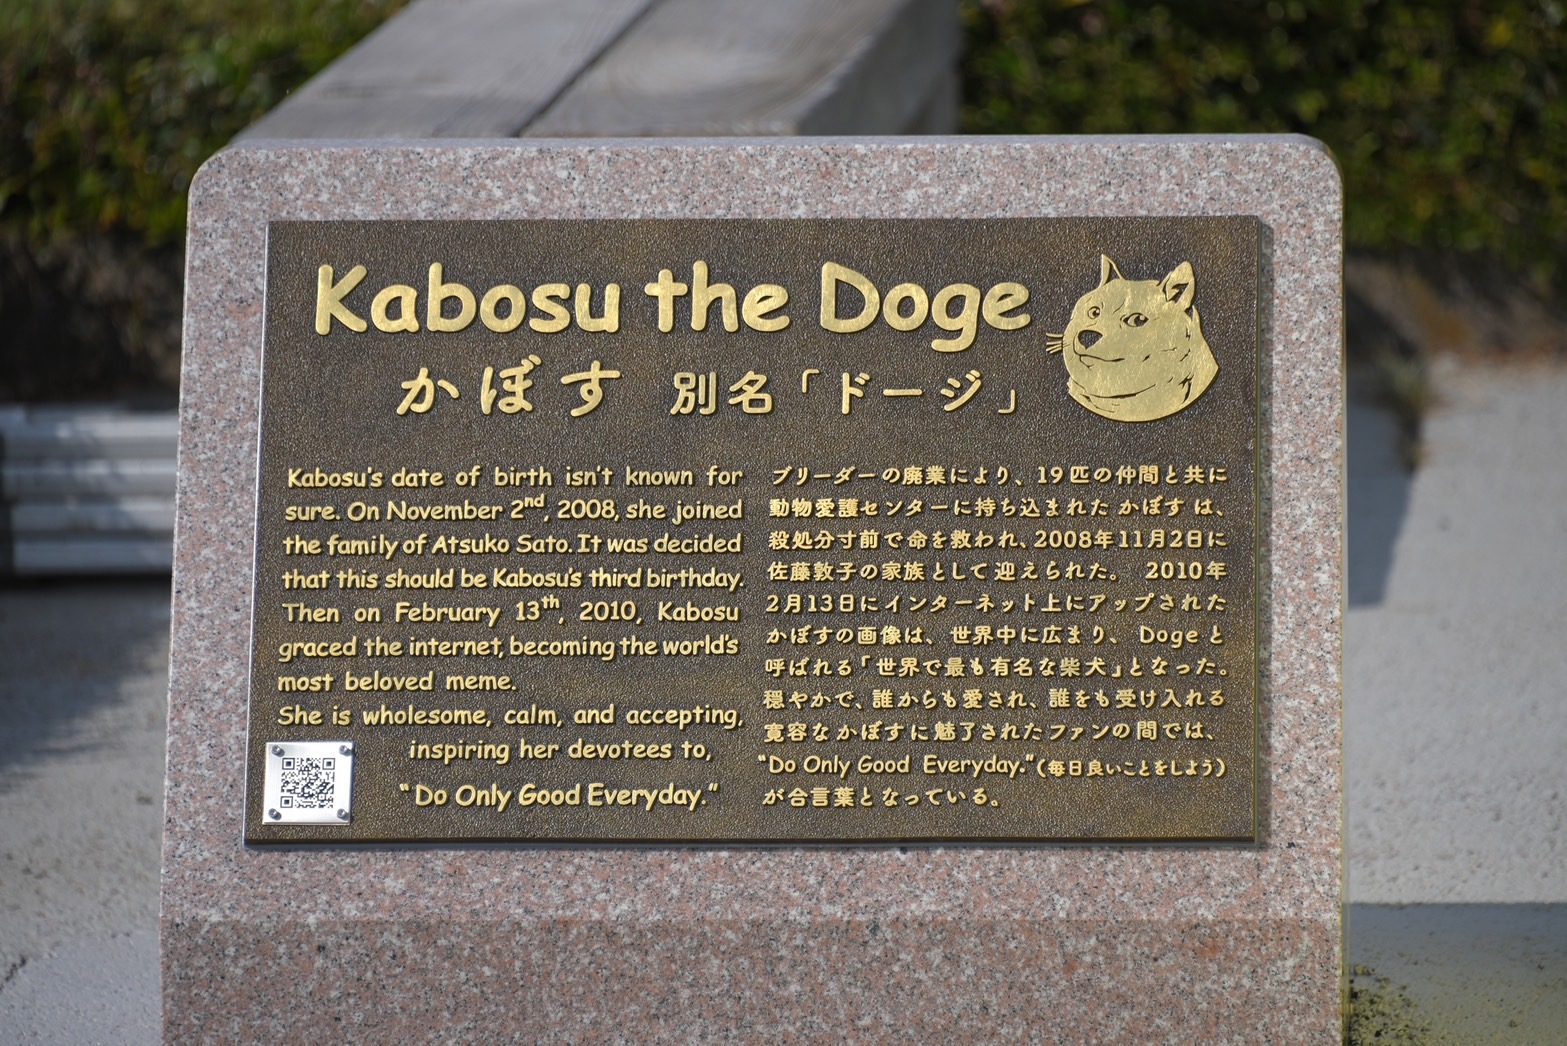 Kabosu the Doge
かぼす 別名「ドージ」
Kabosu's date of birth isn't known for
sure. On November 2nd, 2008, she joined
the family of Atsuko Sato. It was decided
that this should be Kabosu's third birthday.
Then on February 13th, 2010, Kabosu
graced the internet, becoming the world's
most beloved meme.
She is wholesome, calm, and accepting,
inspiring her devotees to,
"Do Only Good Everyday."
ブリーダーの廃業により、19匹の仲間と共に
動物愛護センターに持ち込まれた かぼす は、
殺処分寸前で命を救われ、2008年11月2日に
佐藤敦子の家族として迎えられた。 2010年
2月13日にインターネット上にアップされた
かぼすの画像は、世界中に広まり、Dogeと
呼ばれる「世界で最も有名な柴犬」となった。
穏やかで、誰からも愛され、誰をも受け入れる
寛容なかぼすに魅了されたファンの間では、
"Do Only Good Everyday."(毎日良いことをしよう)
が合言葉となっている。